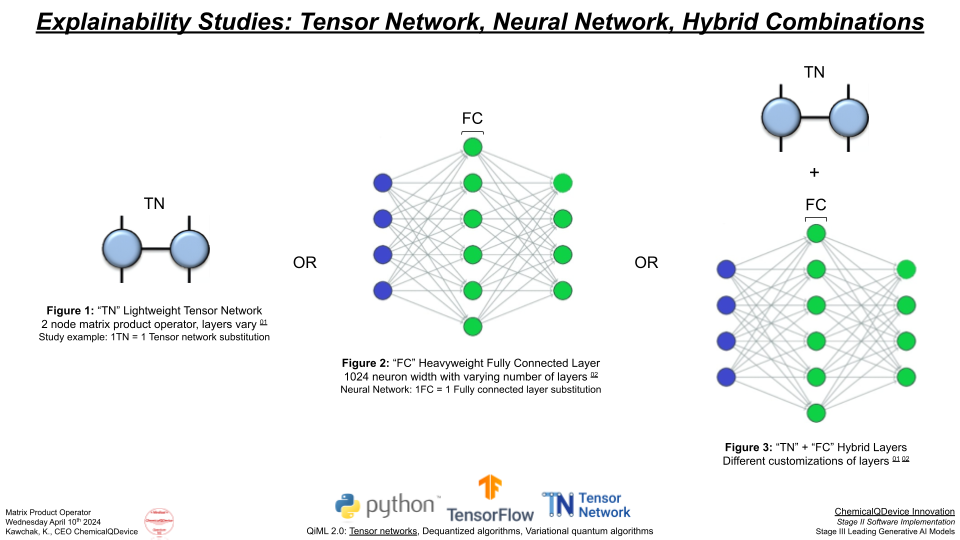 Explainability Studies: Tensor Network, Neural Network, Hybrid Combinations
TN
Figure 1: “TN” Lightweight Tensor Network
2 node matrix product operator, layers vary 01
Study example: 1TN = 1 Tensor network substitution
OR
FC
Figure 2: “FC” Heavyweight Fully Connected Layer
1024 neuron width with varying number of layers 02
Neural Network: 1FC = 1 Fully connected layer substitution
OR
TN
+
FC
Figure 3: “TN” + “FC” Hybrid Layers
Different customizations of layers 01 02
Matrix Product Operator
Wednesday April 10th 2024
Kawchak, K., CEO ChemicalQDevice
ChemicalQDevice
python™
TensorFlow
TN Tensor
Network
QiML 2.0: Tensor networks, Dequantized algorithms, Variational quantum algorithms
ChemicalQDevice Innovation
Stage II Software Implementation
Stage III Leading Generative AI Models